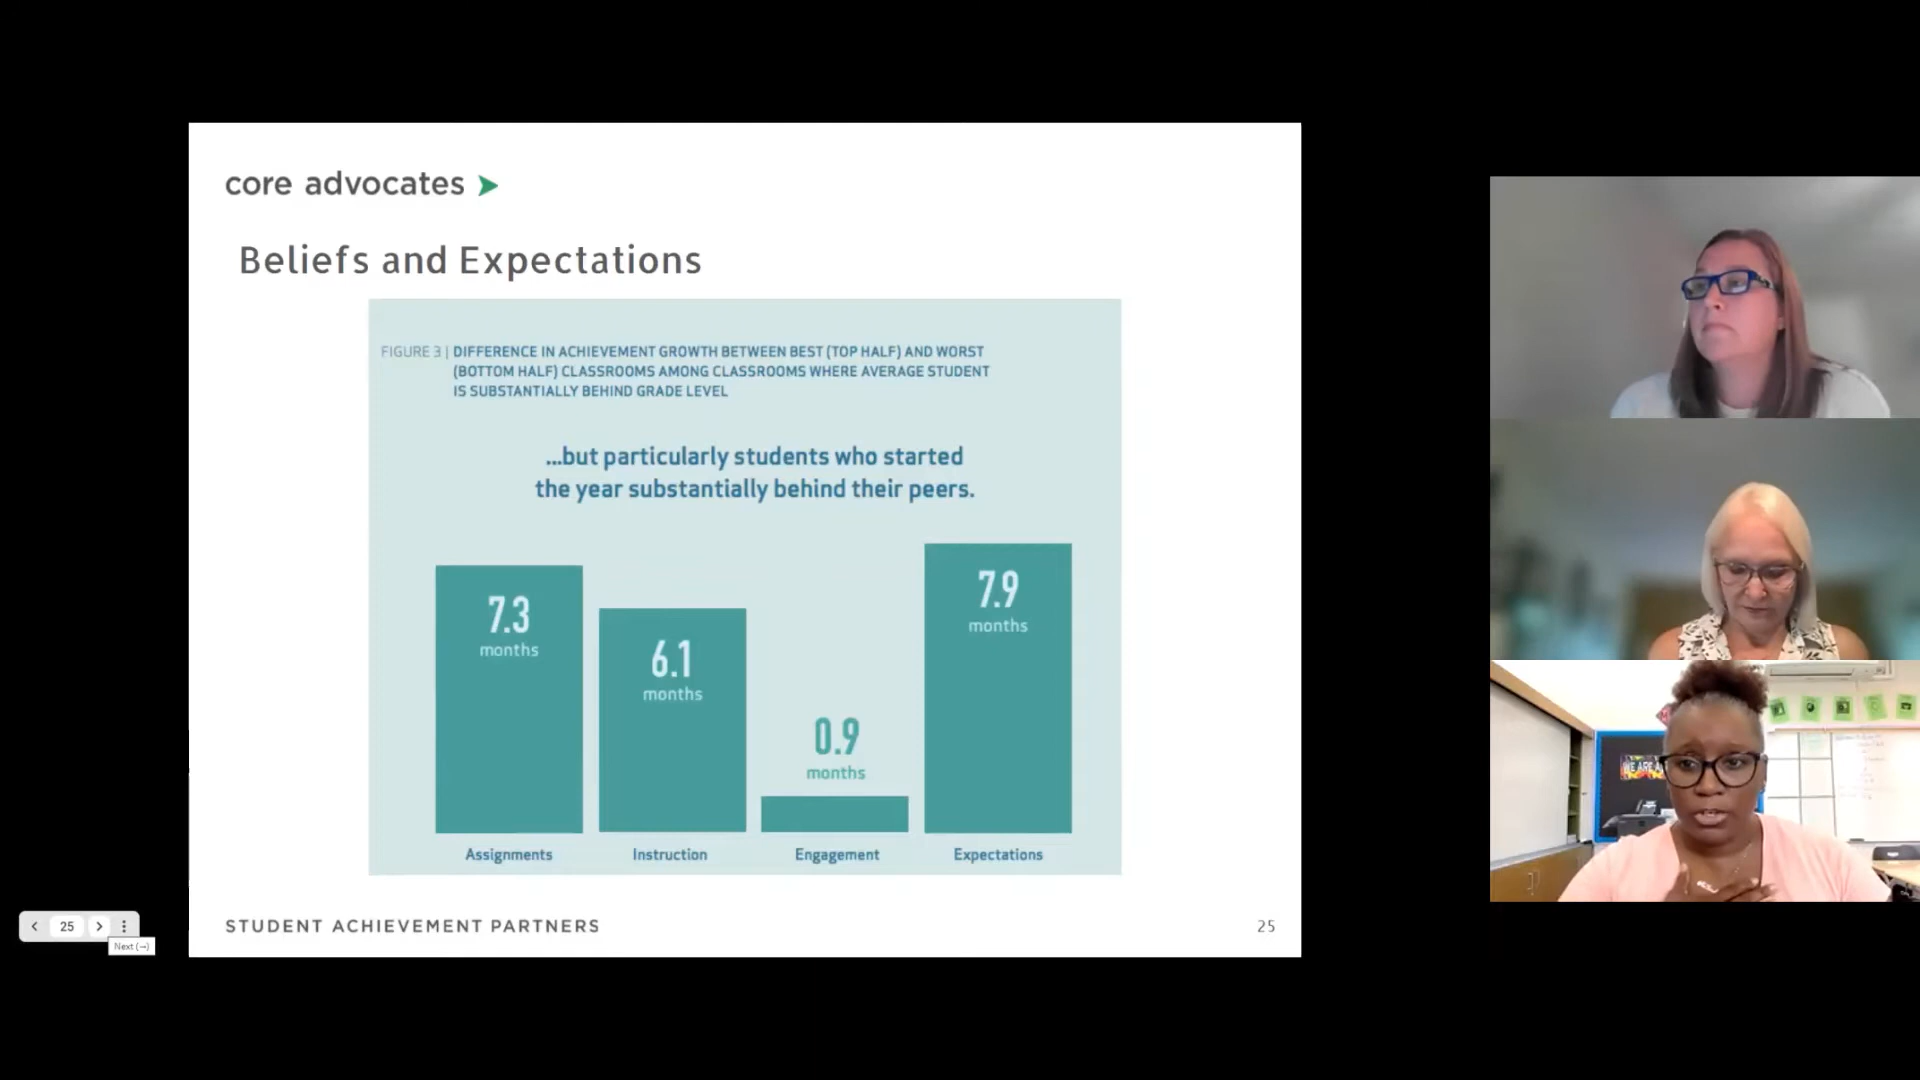 core advocates
Beliefs and Expectations
FIGURE 3 | DIFFERENCE IN ACHIEVEMENT GROWTH BETWEEN BEST (TOP HALF) AND WORST
(BOTTOM HALF) CLASSROOMS AMONG CLASSROOMS WHERE AVERAGE STUDENT
IS SUBSTANTIALLY BEHIND GRADE LEVEL
...but particularly students who started
the year substantially behind their peers.
7.3
months
6.1
months
0.9
months
7.9
months
Assignments
Instruction
Engagement
Expectations
STUDENT ACHIEVEMENT PARTNERS
25
25
Next (→)
WE ARE